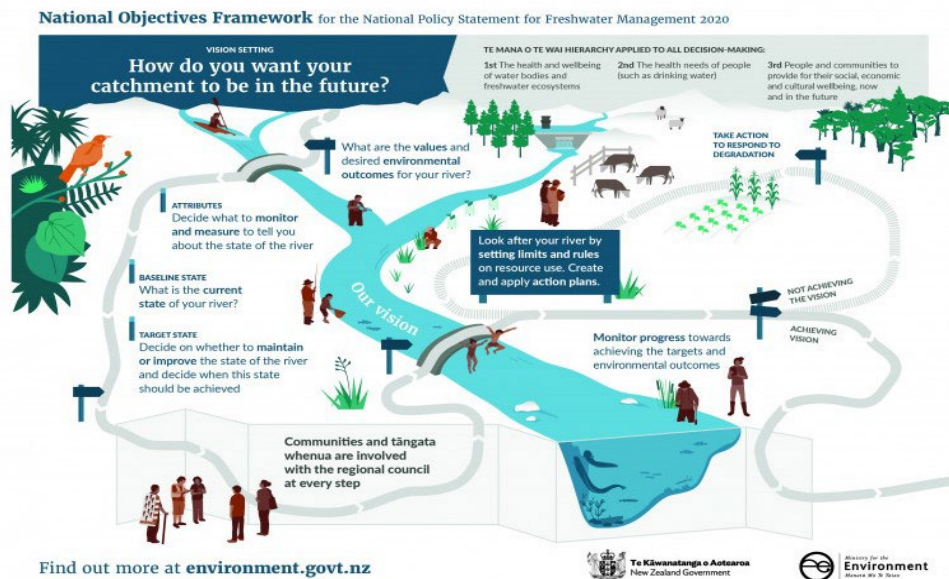 National Objectives Framework for the National Policy Statement for Freshwater Management 2020
VISION SETTING
How do you want your
catchment to be in the future?
TE MANA O TE WAI HIERARCHY APPLIED TO ALL DECISION-MAKING:
1st The health and wellbeing
of water bodies and
freshwater ecosystems
2nd The health needs of people
(such as drinking water)
3rd People and communities to
provide for their social, economic
and cultural wellbeing, now
and in the future
What are the values and
desired environmental
outcomes for your river?
TAKE ACTION
TO RESPOND TO
DEGRADATION
ATTRIBUTES
Decide what to monitor
and measure to tell you
about the state of the river
BASELINE STATE
What is the current
state of your river?
TARGET STATE
Decide on whether to maintain
or improve the state of the river
and decide when this state
should be achieved
Our vision
Look after your river by
setting limits and rules
on resource use. Create
and apply action plans.
NOT ACHIEVING
THE VISION
ACHIEVING
VISION
Monitor progress towards
achieving the targets and
environmental outcomes
Communities and tāngata
whenua are involved
with the regional council
at every step
Find out more at environment.govt.nz
Te Kāwanatanga o Aotearoa
New Zealand Government
Ministry for the
Environment
Manatū Mō Te Taiao